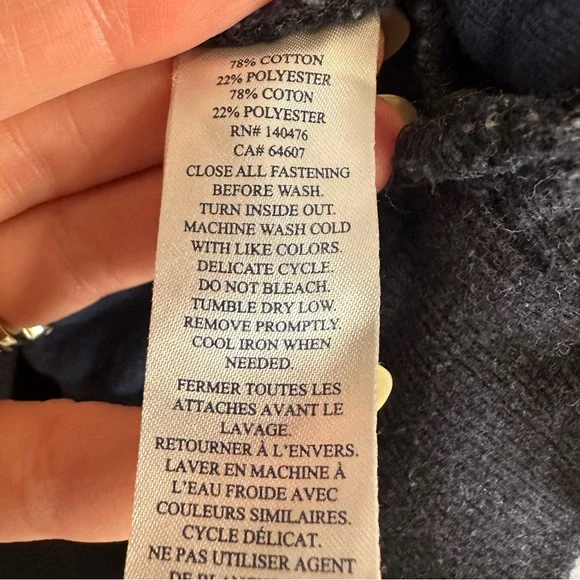 78% COTTON
22% POLYESTER
78% COTON
22% POLYESTER
RN# 140476
CA# 64607
CLOSE ALL FASTENING
BEFORE WASH.
TURN INSIDE OUT.
MACHINE WASH COLD
WITH LIKE COLORS.
DELICATE CYCLE.
DO NOT BLEACH.
TUMBLE DRY LOW.
REMOVE PROMPTLY.
COOL IRON WHEN
NEEDED.
FERMER TOUTES LES
ATTACHES AVANT LE
LAVAGE.
RETOURNER À L'ENVERS.
LAVER EN MACHINE À
L'EAU FROIDE AVEC
COULEURS SIMILAIRES.
CYCLE DÉLICAT.
NE PAS UTILISER AGENT